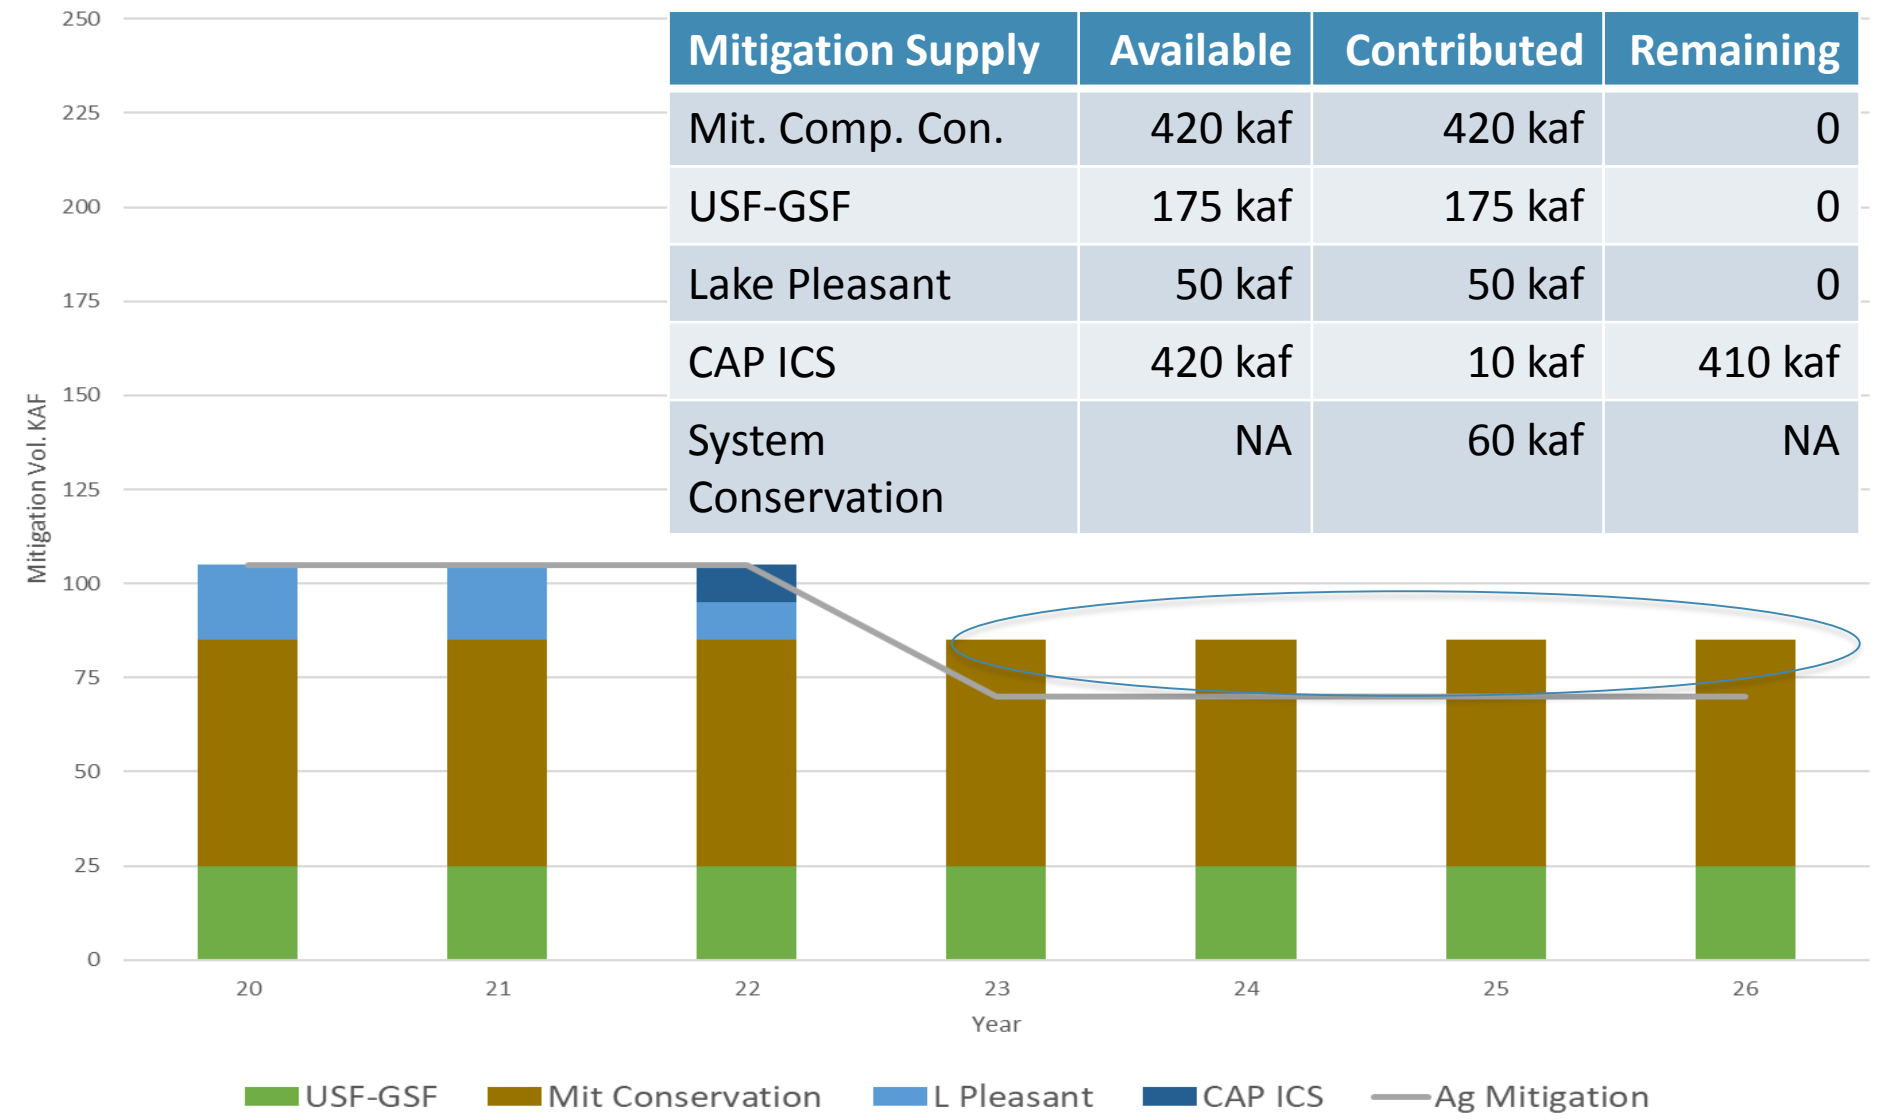 250
225
200
175
150
125
100
75
50
25
0
Mitigation Vol. KAF
Mitigation Supply Available Contributed Remaining
Mit. Comp. Con. 420 kaf 420 kaf 0
USF-GSF 175 kaf 175 kaf 0
Lake Pleasant 50 kaf 50 kaf 0
CAP ICS 420 kaf 10 kaf 410 kaf
System NA 60 kaf NA
Conservation
20 21 22 23 24 25 26
Year
USF-GSF Mit Conservation L Pleasant CAP ICS Ag Mitigation